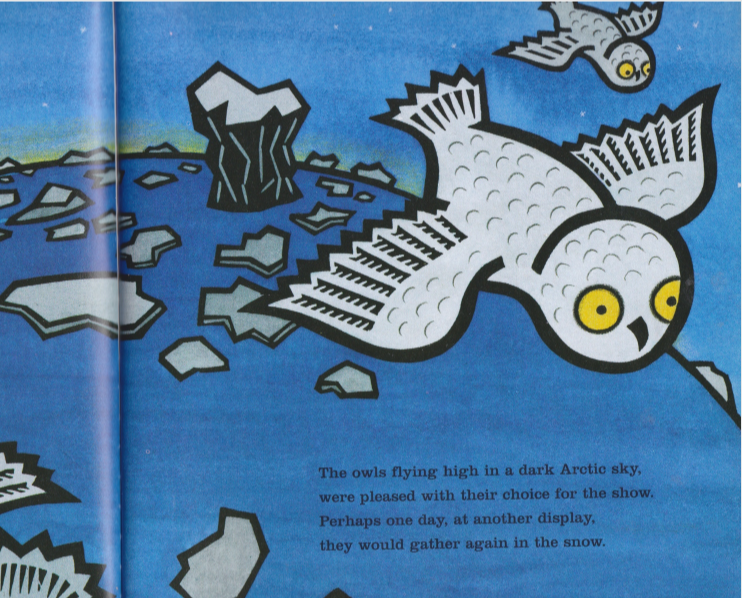 The owls flying high in a dark Arctic sky,
were pleased with their choice for the show.
Perhaps one day, at another display,
they would gather again in the snow.